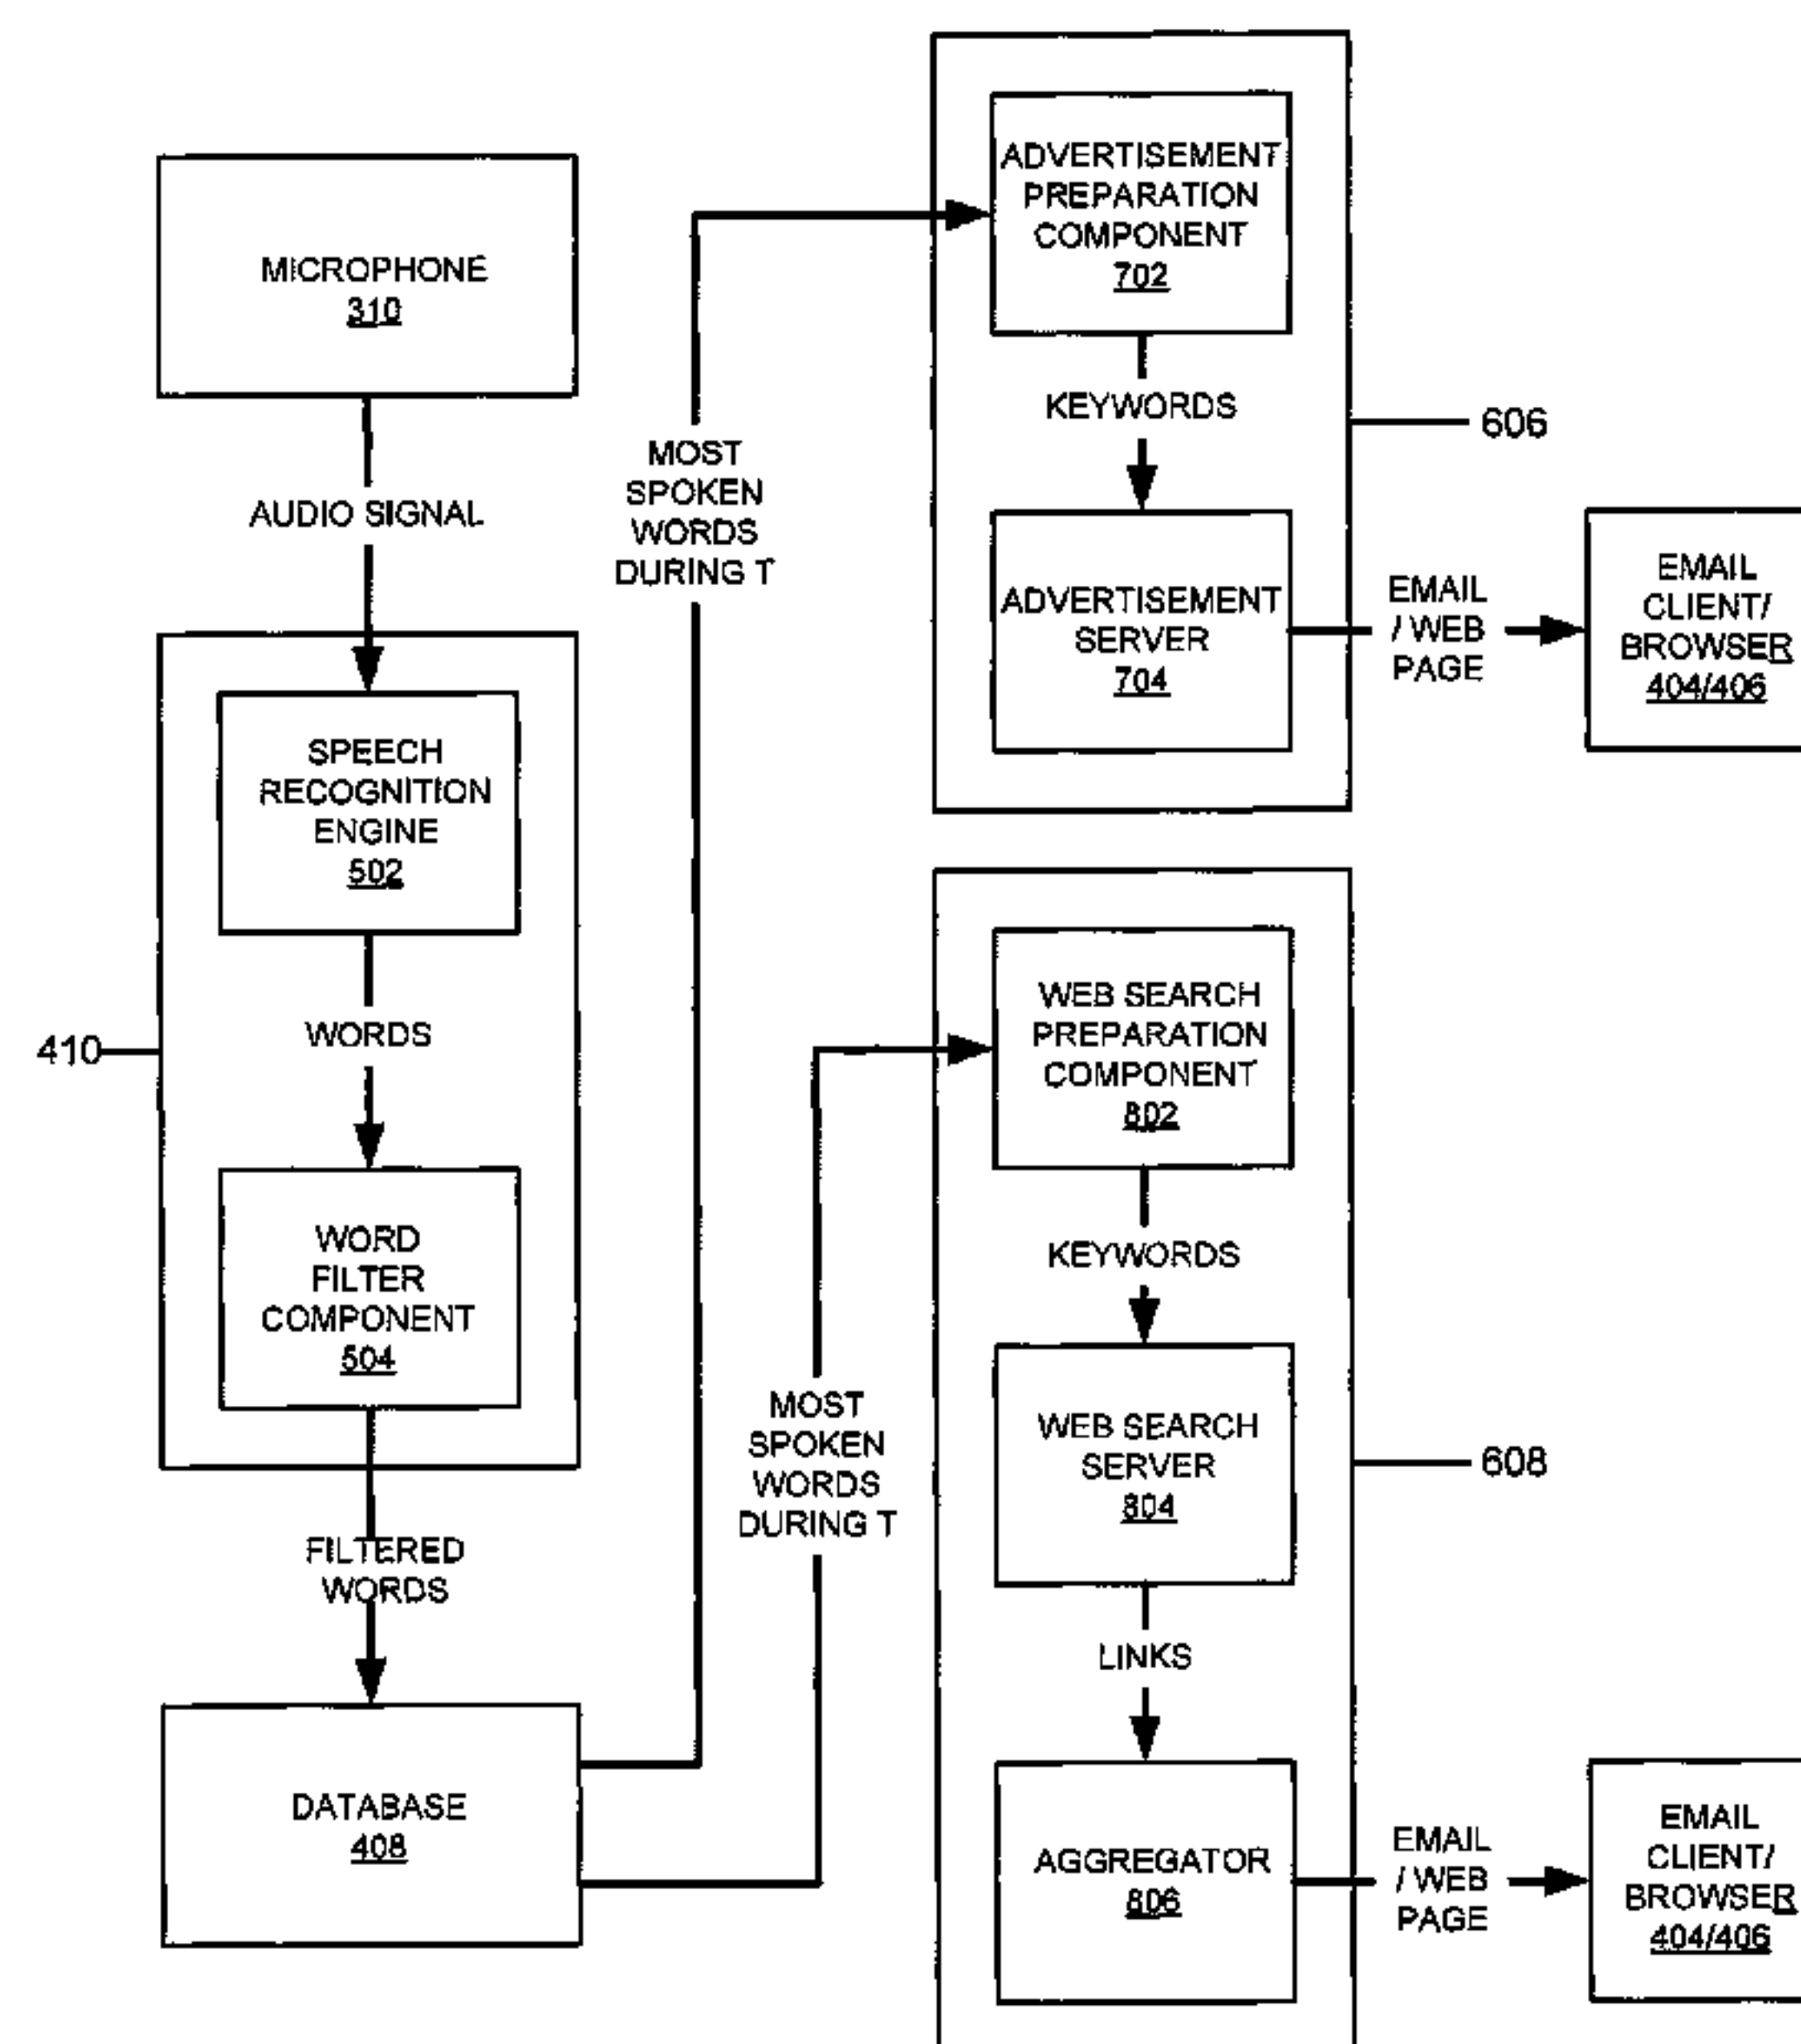 MICROPHONE
310
AUDIO SIGNAL
410
SPEECH
RECOGNITION
ENGINE
502
WORDS
WORD
FILTER
COMPONENT
504
FILTERED
WORDS
DATABASE
408
MOST
SPOKEN
WORDS
DURING T
MOST
SPOKEN
WORDS
DURING T
ADVERTISEMENT
PREPARATION
COMPONENT
702
KEYWORDS
ADVERTISEMENT
SERVER
704
606
EMAIL
/ WEB
PAGE
EMAIL
CLIENT/
BROWSER
404/406
WEB SEARCH
PREPARATION
COMPONENT
802
KEYWORDS
WEB SEARCH
SERVER
804
LINKS
AGGREGATOR
806
608
EMAIL
/ WEB
PAGE
EMAIL
CLIENT/
BROWSER
404/406